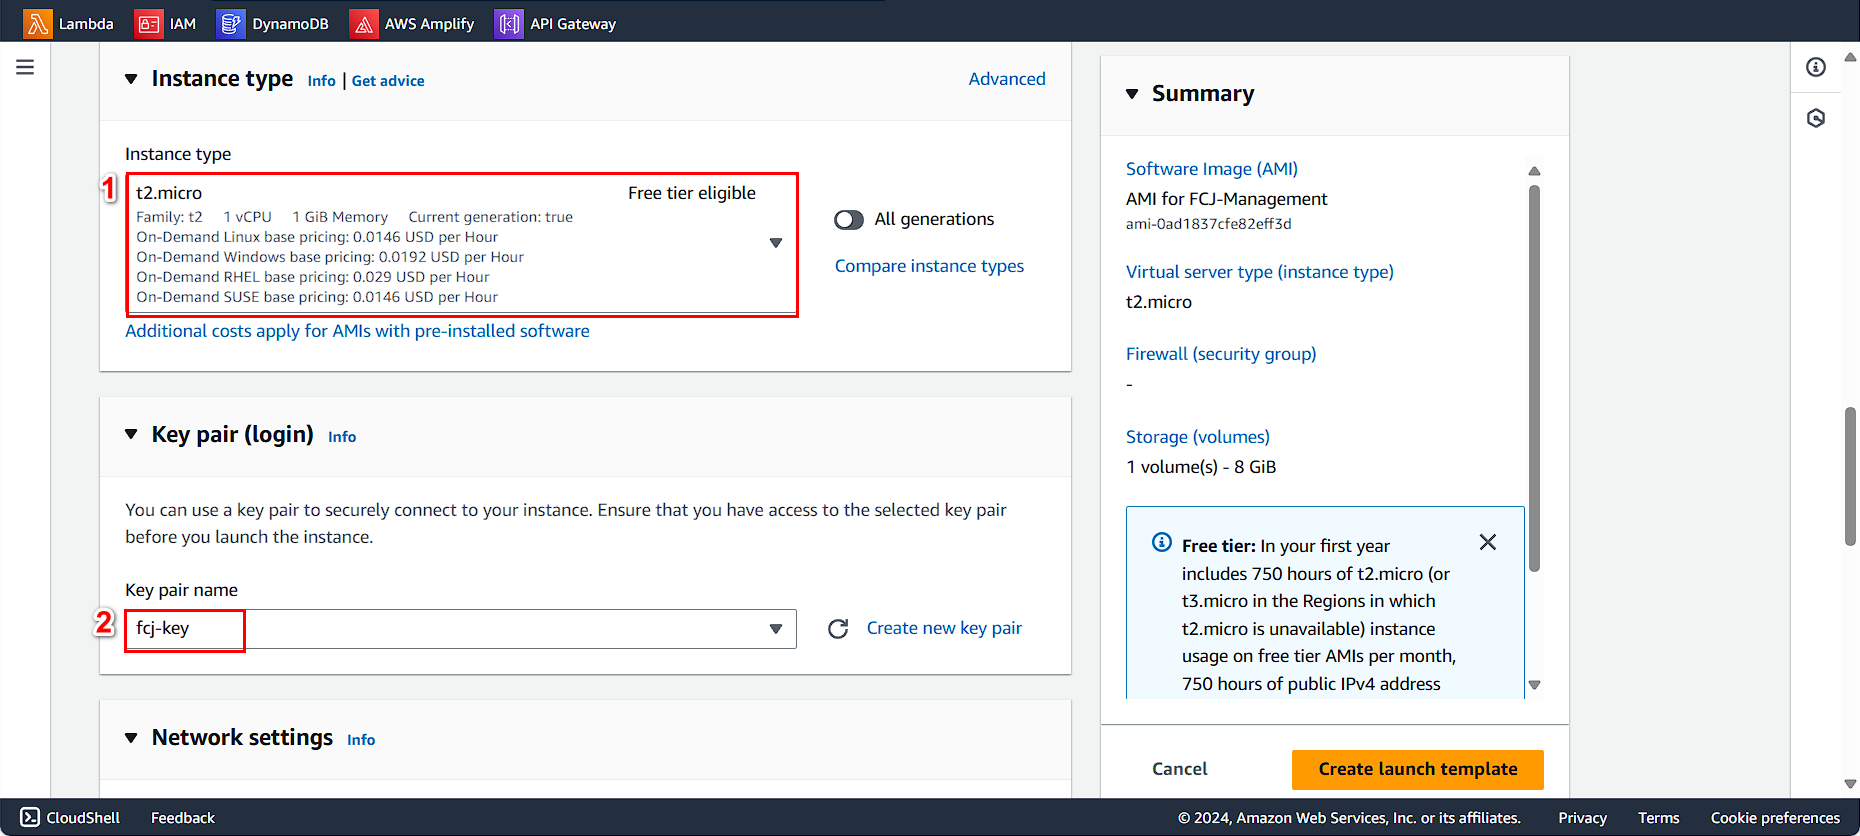 Lambda IAM DynamoDB AWS Amplify API Gateway
Instance type Info | Get advice Advanced
Instance type
1
t2.micro Free tier eligible
Family: t2 1 vCPU 1 GiB Memory Current generation: true
On-Demand Linux base pricing: 0.0146 USD per Hour
On-Demand Windows base pricing: 0.0192 USD per Hour
On-Demand RHEL base pricing: 0.029 USD per Hour
On-Demand SUSE base pricing: 0.0146 USD per Hour
All generations
Compare instance types
Additional costs apply for AMIs with pre-installed software
Key pair (login) Info
You can use a key pair to securely connect to your instance. Ensure that you have access to the selected key pair
before you launch the instance.
Key pair name
2
fcj-key
Create new key pair
Network settings Info
Summary
Software Image (AMI)
AMI for FCJ-Management
ami-0ad1837cfe82eff3d
Virtual server type (instance type)
t2.micro
Firewall (security group)
-
Storage (volumes)
1 volume(s) - 8 GiB
Free tier: In your first year
includes 750 hours of t2.micro (or
t3.micro in the Regions in which
t2.micro is unavailable) instance
usage on free tier AMIs per month,
750 hours of public IPv4 address
Cancel Create launch template
CloudShell Feedback © 2024, Amazon Web Services, Inc. or its affiliates. Privacy Terms Cookie preferences